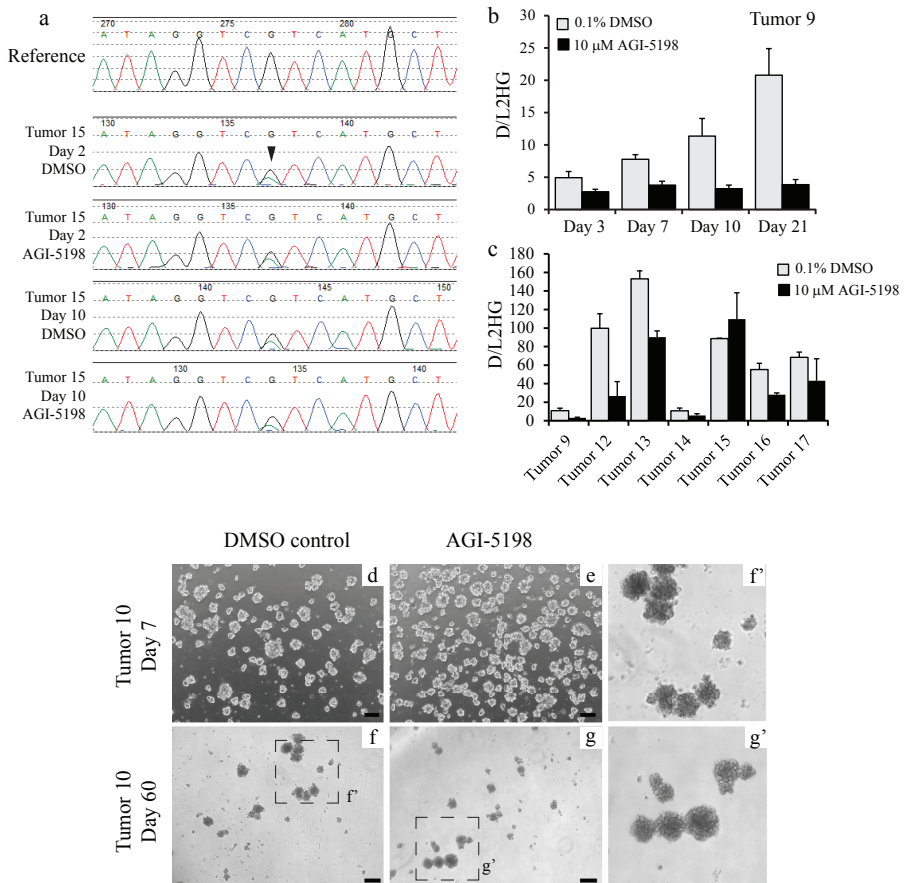 a
270 275 280
A T A G G T C G T C A T G C T
Reference
130 135 140
A T A G G T C G T C A T G C T
Tumor 15
Day 2
DMSO
130 135 140
A T A G G T C G T C A T G C T
Tumor 15
Day 2
AGI-5198
140 145 150
A T A G G T C G T C A T G C T
Tumor 15
Day 10
DMSO
130 135 140
A T A G G T C G T C A T G C T
Tumor 15
Day 10
AGI-5198
b
Tumor 9
0.1% DMSO
10 µM AGI-5198
D/L2HG
30
25
20
15
10
5
0
Day 3 Day 7 Day 10 Day 21
c
0.1% DMSO
10 µM AGI-5198
D/L2HG
180
160
140
120
100
80
60
40
20
0
Tumor 9 Tumor 12 Tumor 13 Tumor 14 Tumor 15 Tumor 16 Tumor 17
DMSO control AGI-5198
Tumor 10
Day 7
d e f’
Tumor 10
Day 60
f g g’
f’
g’